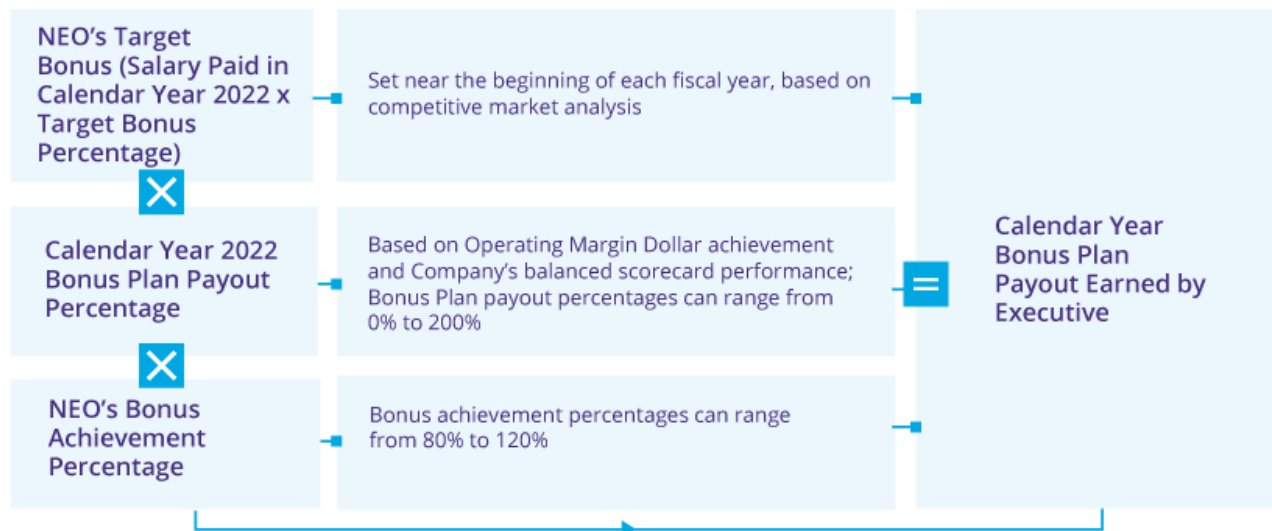 NEO’s Target
Bonus (Salary Paid in
Calendar Year 2022 x
Target Bonus
Percentage)
Set near the beginning of each fiscal year, based on
competitive market analysis
Calendar Year 2022
Bonus Plan Payout
Percentage
Based on Operating Margin Dollar achievement
and Company’s balanced scorecard performance;
Bonus Plan payout percentages can range from
0% to 200%
NEO’s Bonus
Achievement
Percentage
Bonus achievement percentages can range
from 80% to 120%
Calendar Year
Bonus Plan
Payout Earned by
Executive